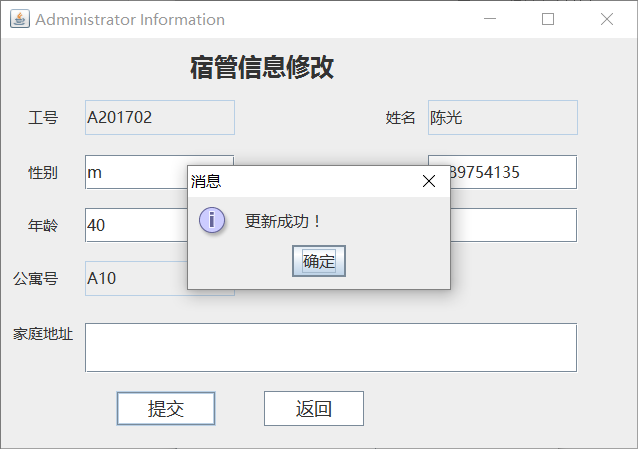 Administrator Information
宿管信息修改
工号 A201702 姓名 陈光
性别 m 89754135
消息
更新成功！
年龄 40
确定
公寓号 A10
家庭地址
提交 返回